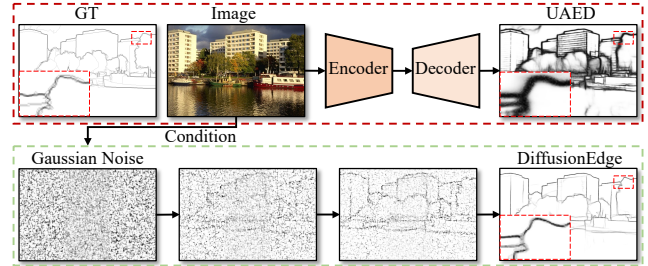 GT
Image
UAED
Encoder
Decoder
Condition
Gaussian Noise
DiffusionEdge